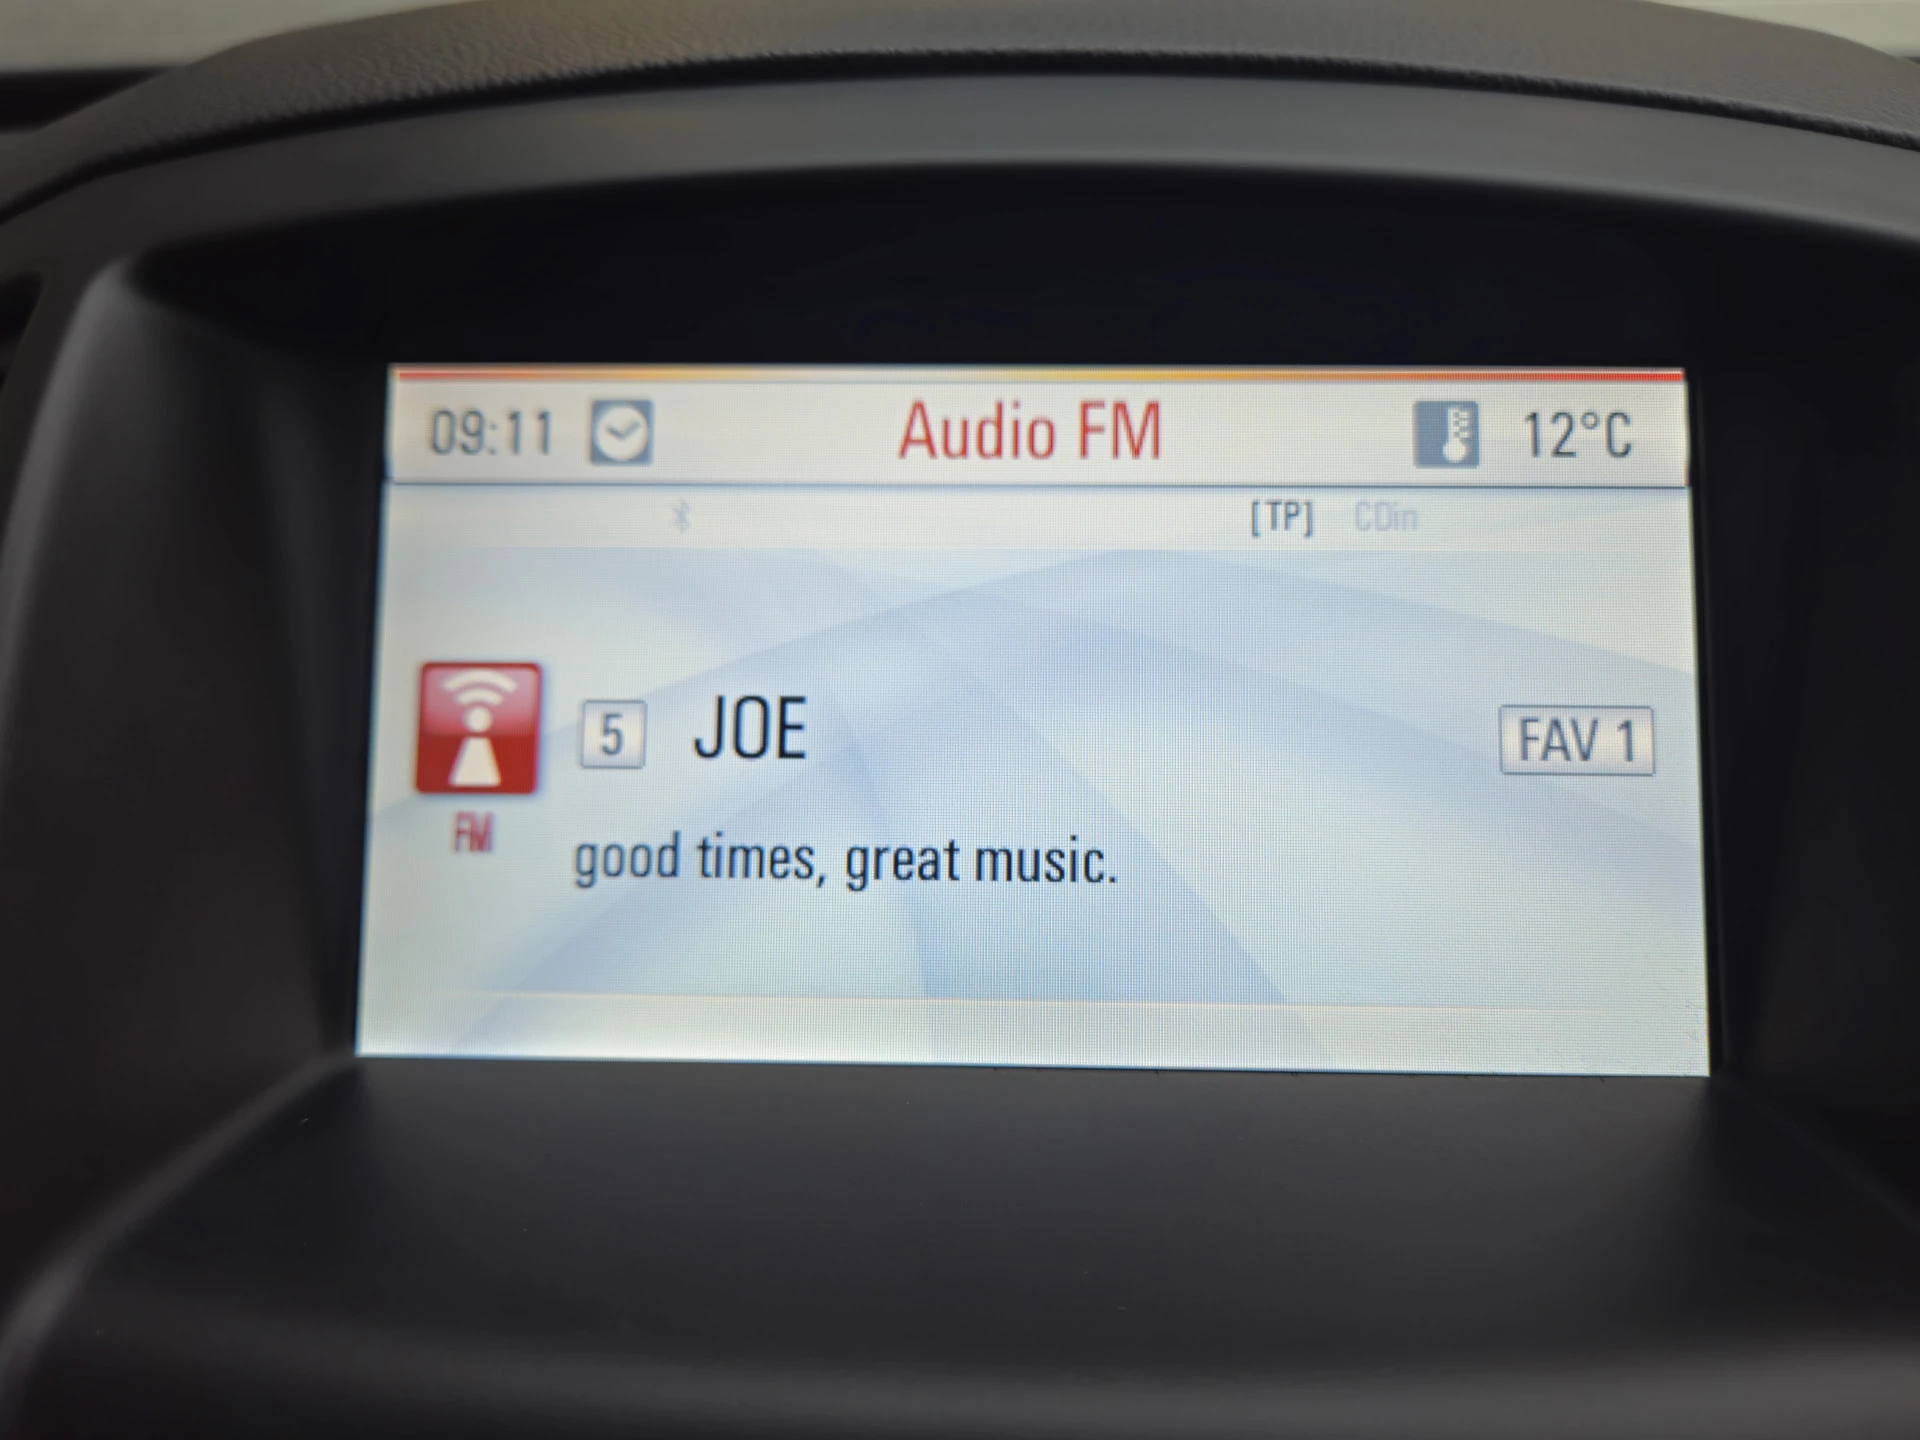 09:11 Audio FM 12°C
[TP] CDin
5 JOE FAV 1
FM
good times, great music.